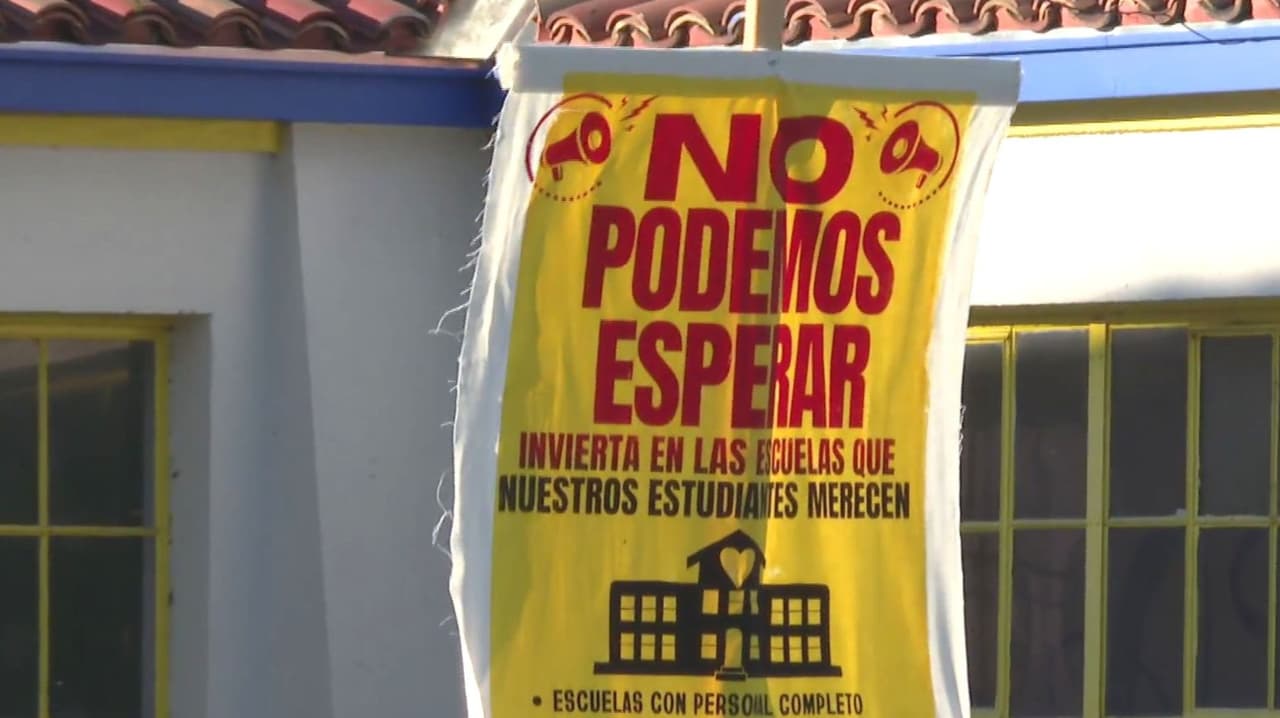 NO
PODEMOS
ESPERAR
INVIERTA EN LAS ESCUELAS QUE
NUESTROS ESTUDIANTES MERECEN
• ESCUELAS CON PERSONAL COMPLETO